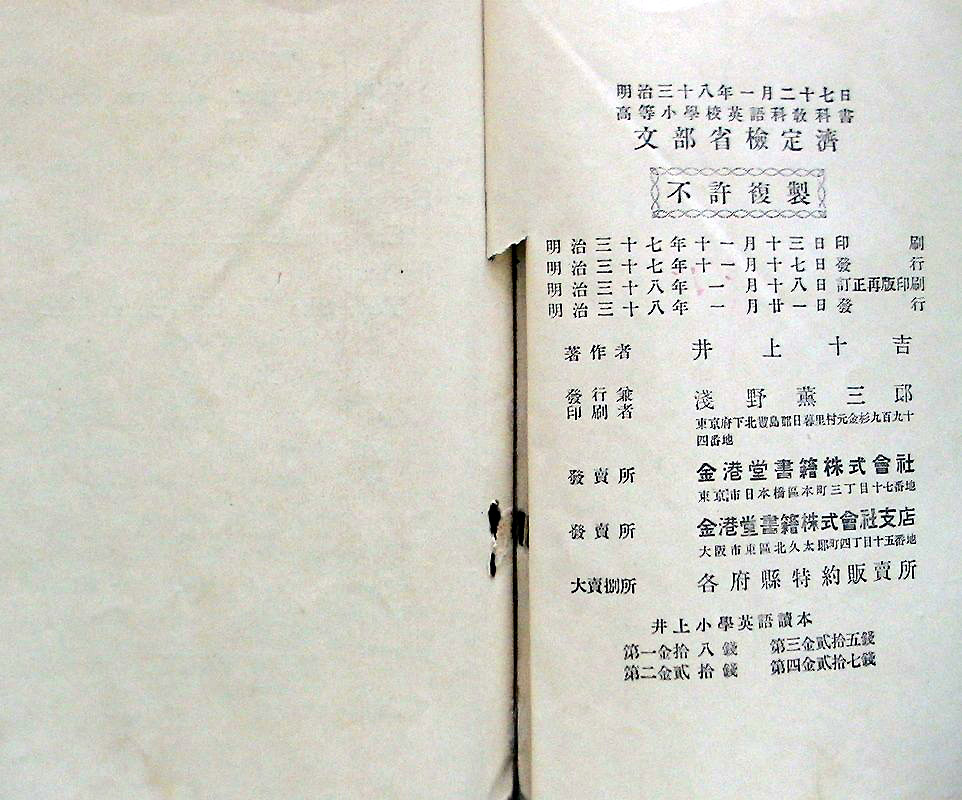 明治三十八年一月二十七日
高等小學校英語科教科書
文部省檢定濟
不許複製
明治三十七年十一月十三日印刷
明治三十七年十一月十七日發行
明治三十八年一月十八日訂正再版印刷
明治三十八年一月廿一日發行
著作者 井上十吉
發行兼印刷者 淺野薰三郎
東京府下北豐島郡日暮里村元金杉九百九十
四番地
發賣所 金港堂書籍株式會社
東京市日本橋區本町三丁目十七番地
發賣所 金港堂書籍株式會社支店
大阪市東區北久太郎町四丁目十五番地
大賣捌所 各府縣特約販賣所
井上小學英語讀本
第一金拾八錢 第三金貳拾五錢
第二金貳拾錢 第四金貳拾七錢